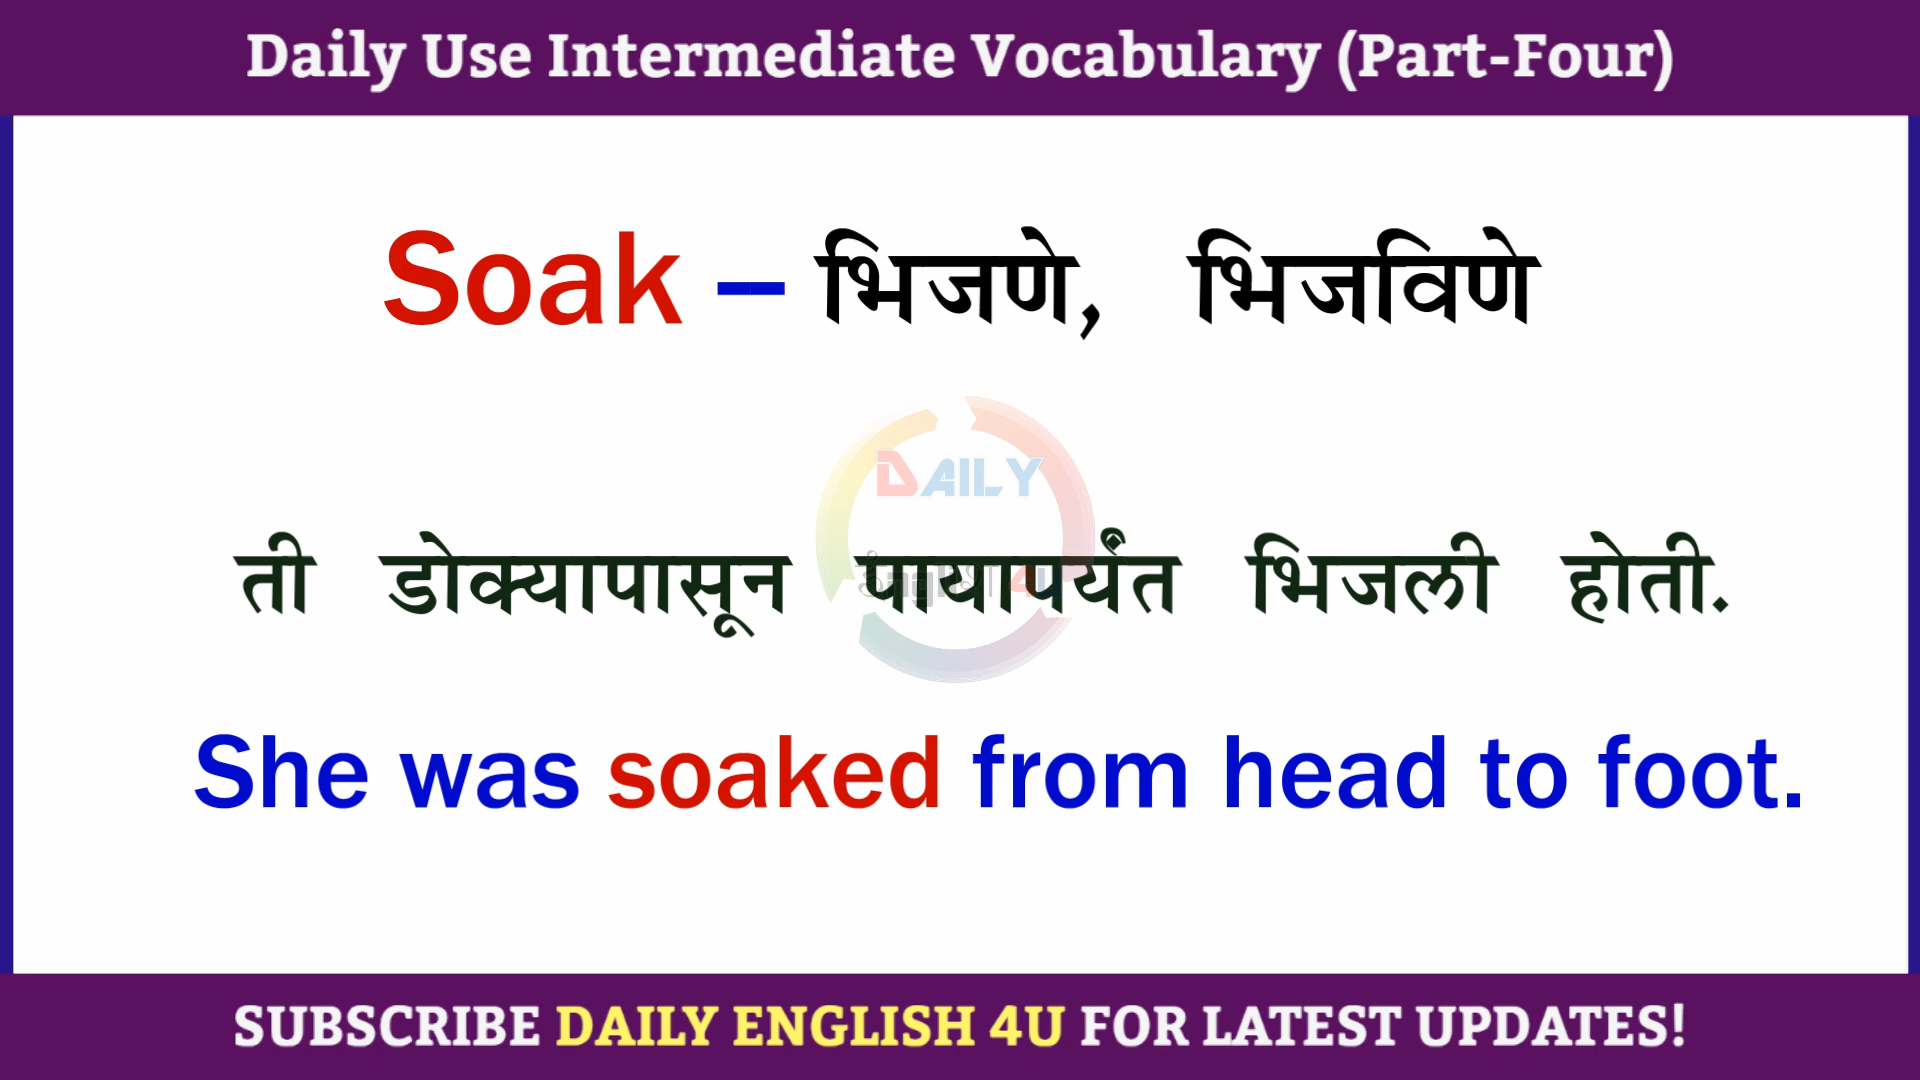 Daily Use Intermediate Vocabulary (Part-Four)
Soak – भिजणे, भिजविणे
DAILY
ती डोक्यापासून पायापर्यंत भिजली होती.
She was soaked from head to foot.
SUBSCRIBE DAILY ENGLISH 4U FOR LATEST UPDATES!